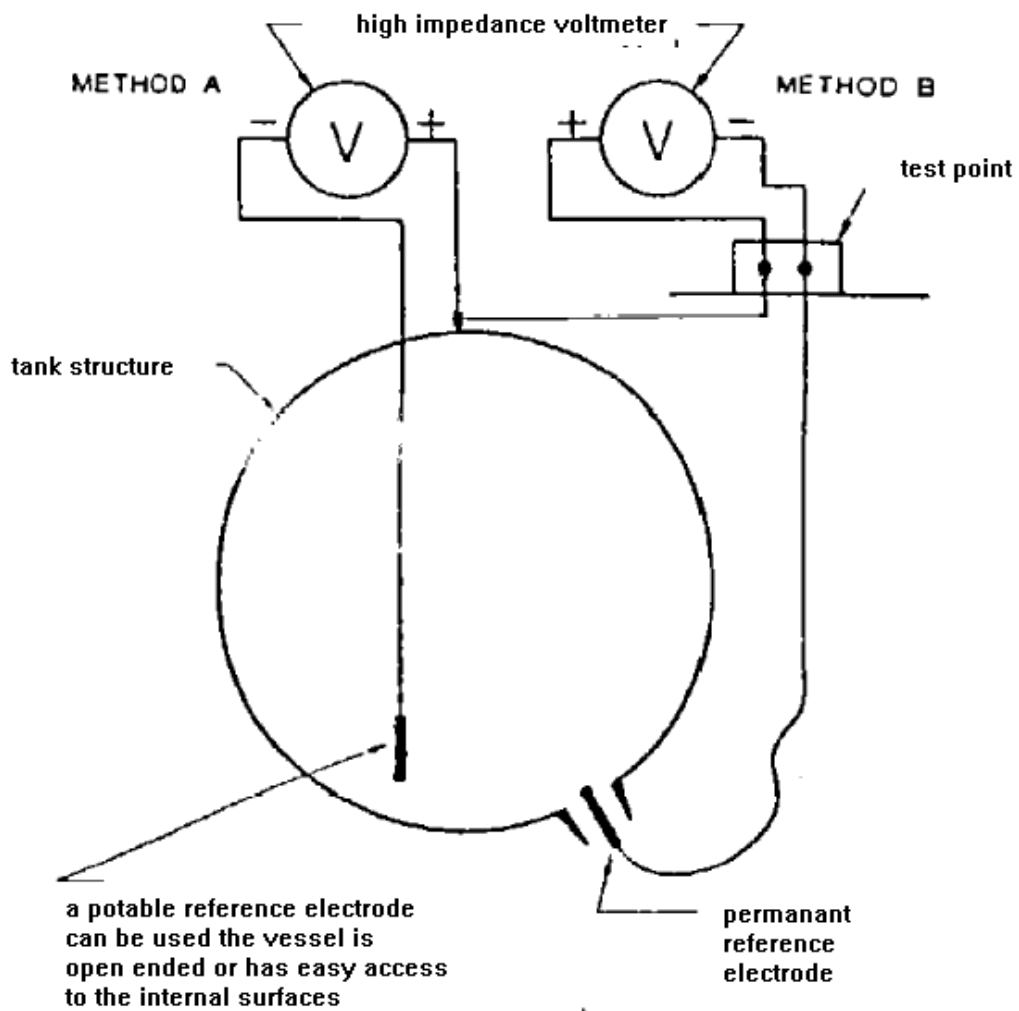 high impedance voltmeter
METHOD A
METHOD B
- V +
+ V -
test point
tank structure
a potable reference electrode
can be used the vessel is
open ended or has easy access
to the internal surfaces
permanant
reference
electrode